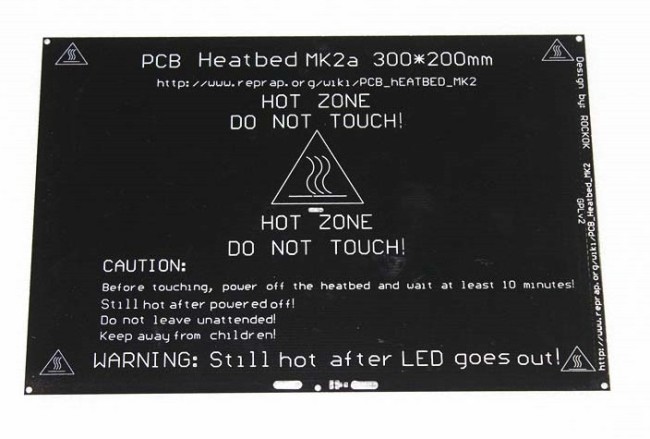 PCB Heatbed MK2a 300*200mm
http://www.reprap.org/wiki/PCB_hEATBED_MK2
HOT ZONE
DO NOT TOUCH!
HOT ZONE
DO NOT TOUCH!
CAUTION:
Before touching, power off the heatbed and wait at least 10 minutes!
Still hot after powered off!
Do not leave unattended!
Keep away from children!
WARNING: Still hot after LED goes out!
Design by: ROCKDK GPLv2
http://www.reprap.org/wiki/PCB_Heatbed_MK2